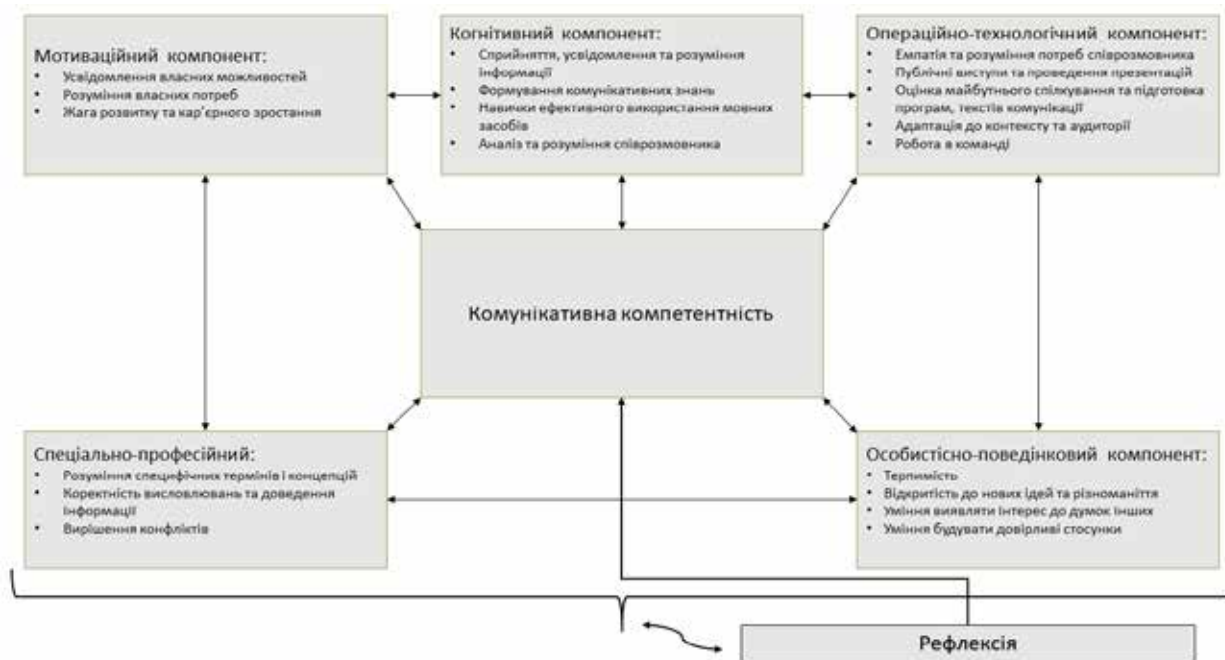 Мотиваційний компонент:
• Усвідомлення власних можливостей
• Розуміння власних потреб
• Жага розвитку та кар’єрного зростання
Когнітивний компонент:
• Сприйняття, усвідомлення та розуміння
інформації
• Формування комунікативних знань
• Навички ефективного використання мовних
засобів
• Аналіз та розуміння співрозмовника
Операційно-технологічний компонент:
• Емпатія та розуміння потреб співрозмовника
• Публічні виступи та проведення презентацій
• Оцінка майбутнього спілкування та підготовка
програм, текстів комунікації
• Адаптація до контексту та аудиторії
• Робота в команді
Комунікативна компетентність
Спеціально-професійний:
• Розуміння специфічних термінів і концепцій
• Коректність висловлювань та доведення
інформації
• Вирішення конфліктів
Особистісно-поведінковий компонент:
• Терпимість
• Відкритість до нових ідей та різноманіття
• Уміння виявляти інтерес до думок інших
• Уміння будувати довірливі стосунки
Рефлексія